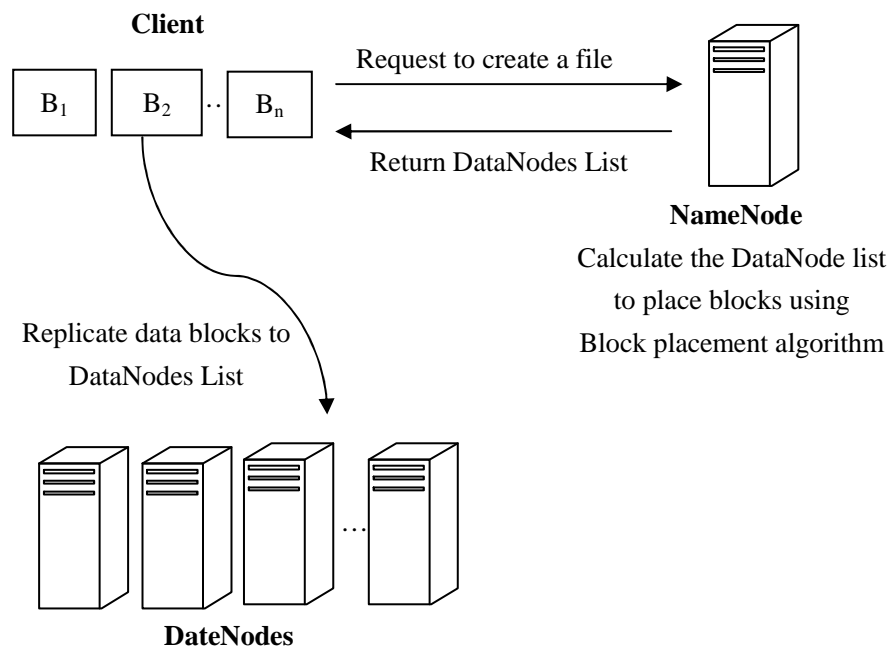 Client
Request to create a file
B1
B2
..
Bn
Return DataNodes List
NameNode
Calculate the DataNode list
to place blocks using
Block placement algorithm
Replicate data blocks to
DataNodes List
...
DateNodes